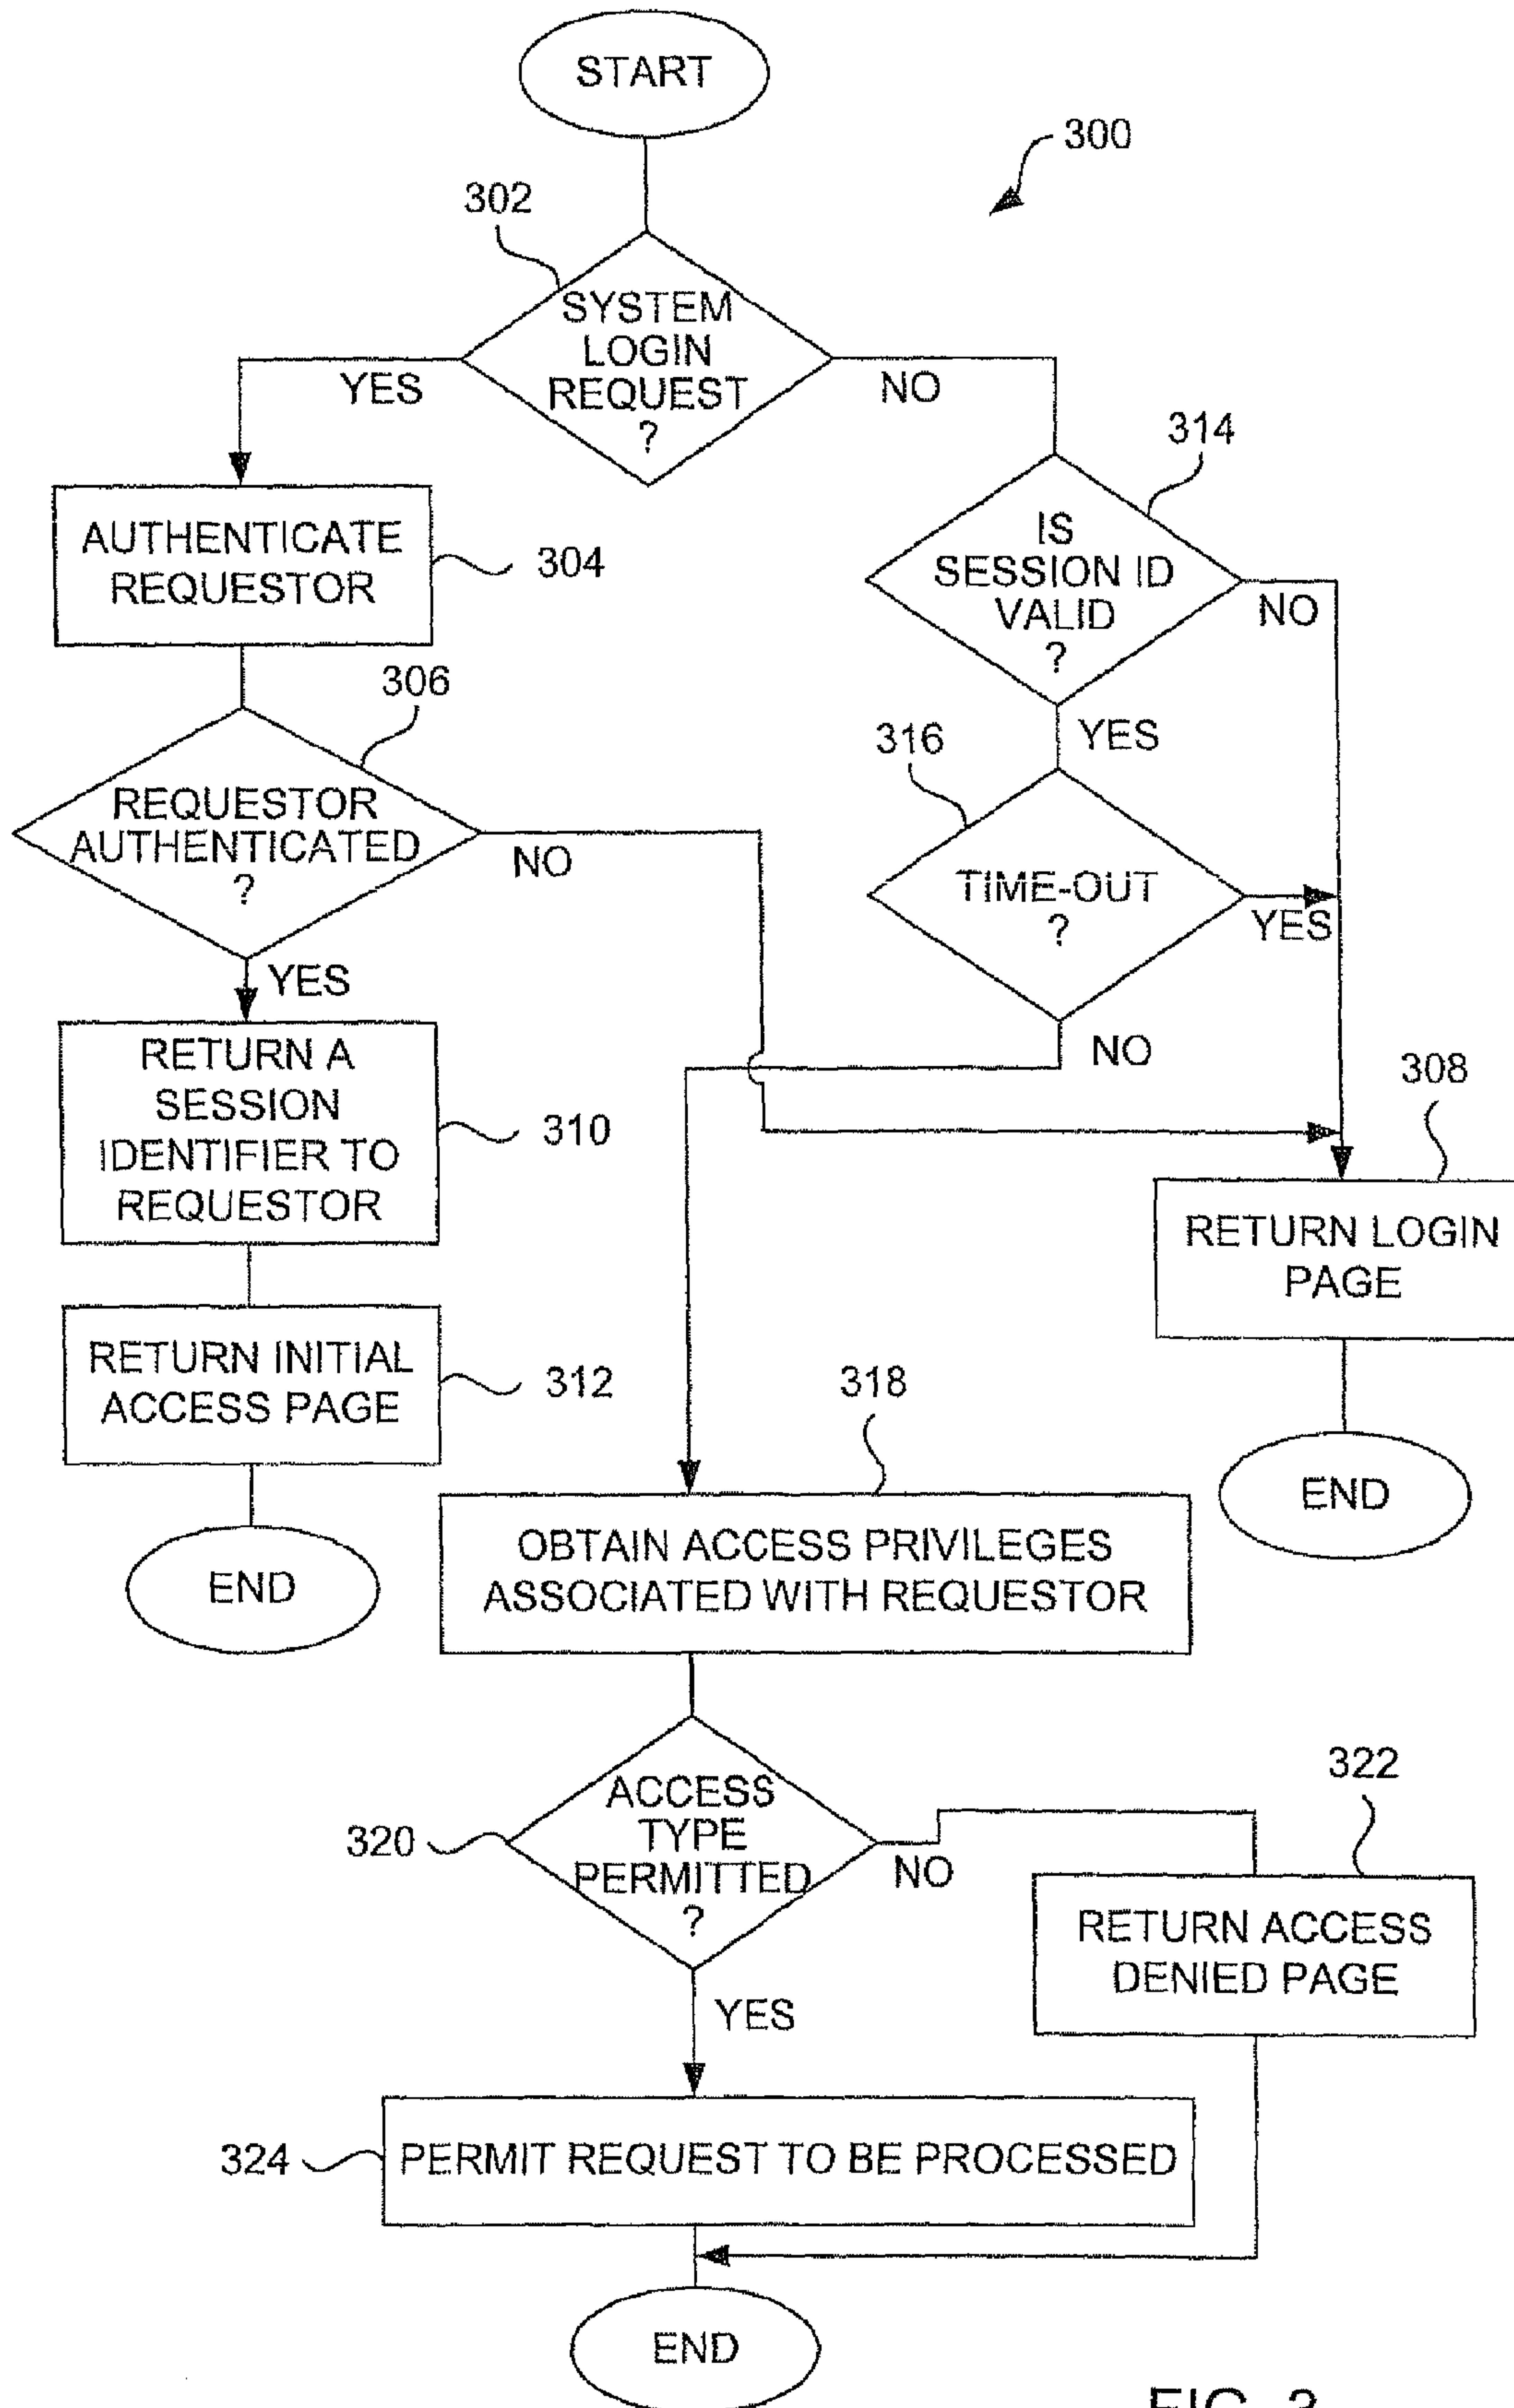 START
300
302
SYSTEM
LOGIN
REQUEST
?
YES
NO
314
AUTHENTICATE
REQUESTOR
304
IS
SESSION ID
VALID
?
NO
306
YES
316
REQUESTOR
AUTHENTICATED
?
NO
TIME-OUT
?
YES
YES
NO
RETURN A
SESSION
IDENTIFIER TO
REQUESTOR
310
308
RETURN LOGIN
PAGE
RETURN INITIAL
ACCESS PAGE
312
318
END
OBTAIN ACCESS PRIVILEGES
ASSOCIATED WITH REQUESTOR
END
322
ACCESS
TYPE
PERMITTED
?
320
NO
RETURN ACCESS
DENIED PAGE
YES
324
PERMIT REQUEST TO BE PROCESSED
END